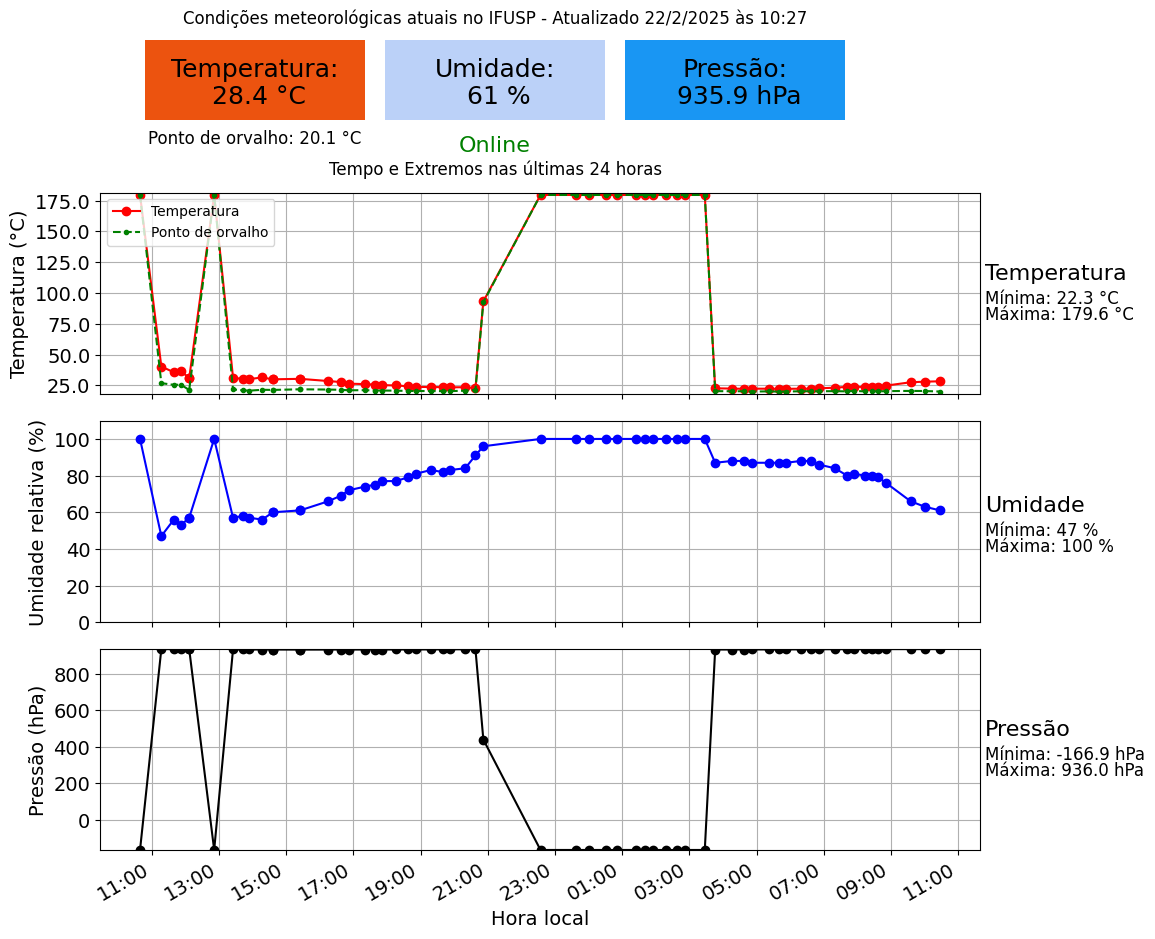 Condições meteorológicas atuais no IFUSP - Atualizado 22/2/2025 às 10:27
Temperatura:
28.4 °C
Umidade:
61 %
Pressão:
935.9 hPa
Ponto de orvalho: 20.1 °C
Online
Tempo e Extremos nas últimas 24 horas
Temperatura (°C)
175.0
150.0
125.0
100.0
75.0
50.0
25.0
Temperatura
Ponto de orvalho
Temperatura
Mínima: 22.3 °C
Máxima: 179.6 °C
Umidade relativa (%)
100
80
60
40
20
0
Umidade
Mínima: 47 %
Máxima: 100 %
Pressão (hPa)
800
600
400
200
0
Pressão
Mínima: -166.9 hPa
Máxima: 936.0 hPa
11:00
13:00
15:00
17:00
19:00
21:00
23:00
01:00
03:00
05:00
07:00
09:00
11:00
Hora local